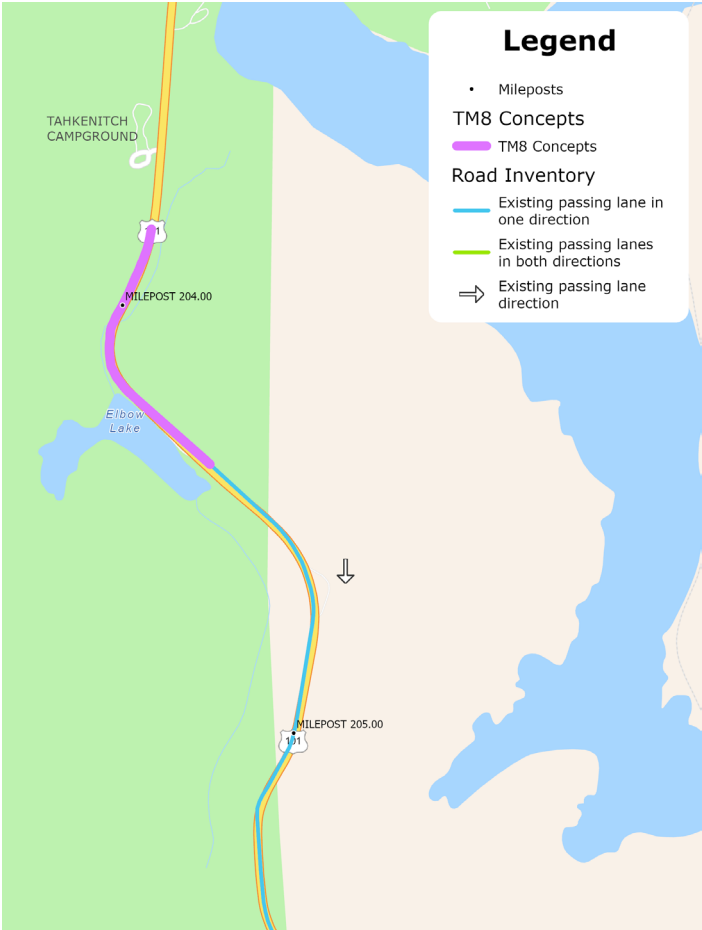 Legend
Mileposts
TM8 Concepts
TM8 Concepts
Road Inventory
Existing passing lane in
one direction
Existing passing lanes
in both directions
Existing passing lane
direction
TAHKENITCH
CAMPGROUND
MILEPOST 204.00
Elbow
Lake
MILEPOST 205.00
101